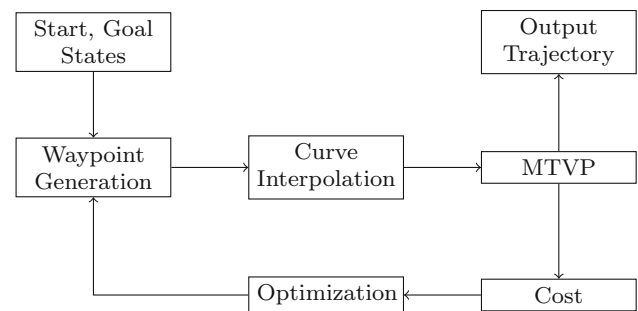 Start, Goal
States
Output
Trajectory
Waypoint
Generation
Curve
Interpolation
MTVP
Optimization
Cost